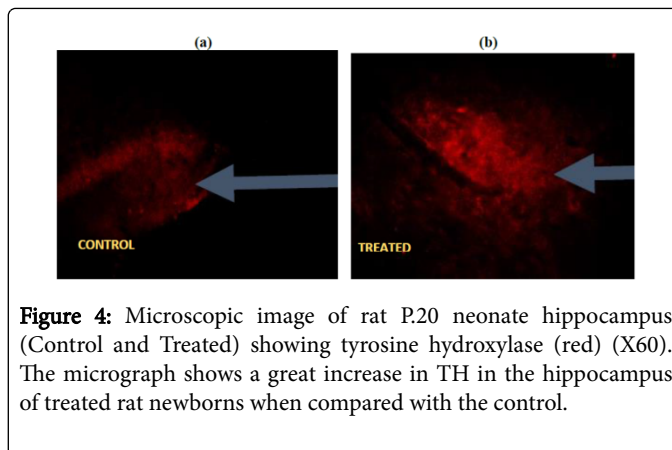 (a) (b)
CONTROL TREATED
Figure 4: Microscopic image of rat P.20 neonate hippocampus
(Control and Treated) showing tyrosine hydroxylase (red) (X60).
The micrograph shows a great increase in TH in the hippocampus
of treated rat newborns when compared with the control.